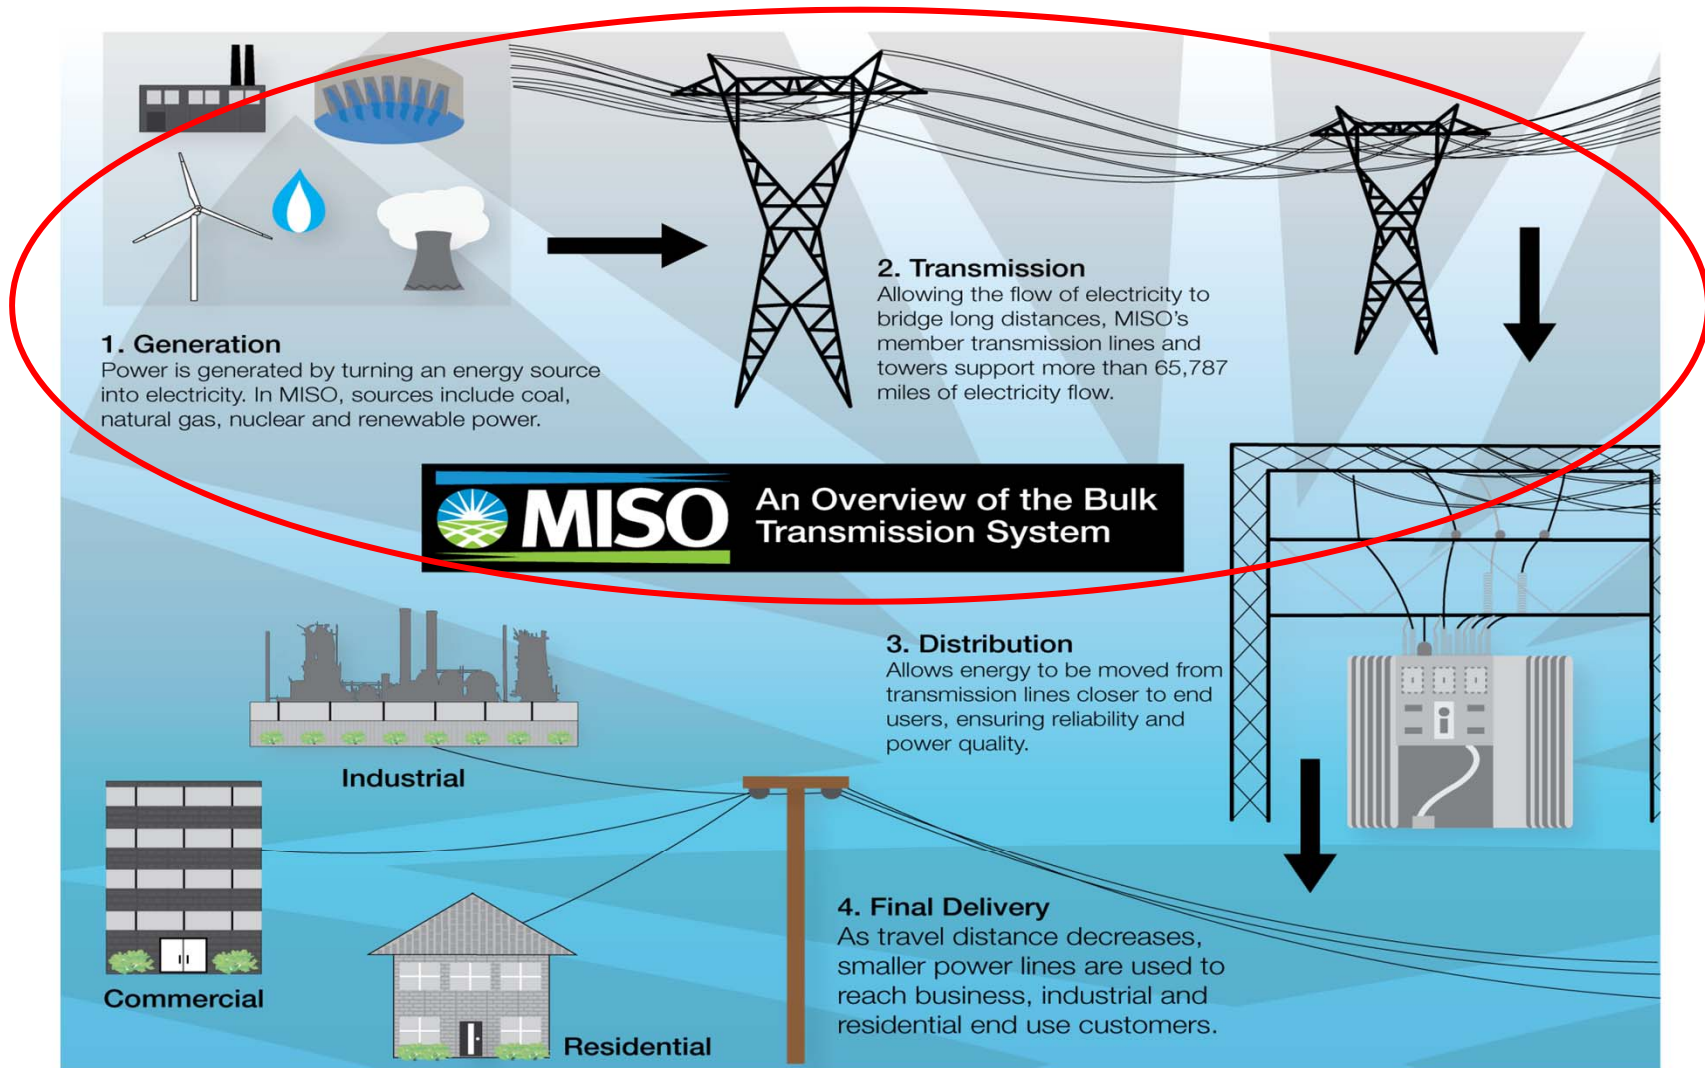 1. Generation
Power is generated by turning an energy source
into electricity. In MISO, sources include coal,
natural gas, nuclear and renewable power.
2. Transmission
Allowing the flow of electricity to
bridge long distances, MISO's
member transmission lines and
towers support more than 65,787
miles of electricity flow.
MISO
An Overview of the Bulk
Transmission System
3. Distribution
Allows energy to be moved from
transmission lines closer to end
users, ensuring reliability and
power quality.
Industrial
Commercial
Residential
4. Final Delivery
As travel distance decreases,
smaller power lines are used to
reach business, industrial and
residential end use customers.